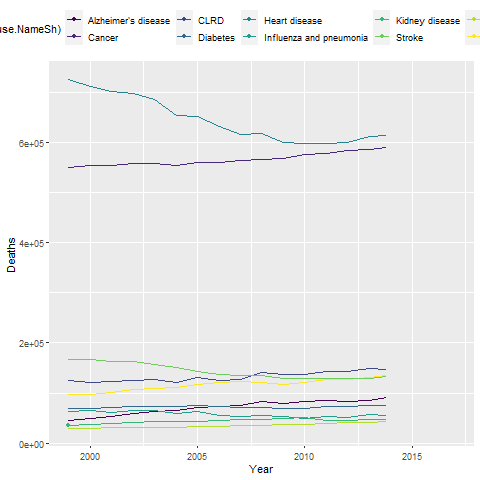 Alzheimer's disease CLRD Heart disease Kidney disease
use.NameSh)
Cancer Diabetes Influenza and pneumonia Stroke
6e+05
4e+05
2e+05
0e+00
Deaths
2000 2005 2010 2015
Year